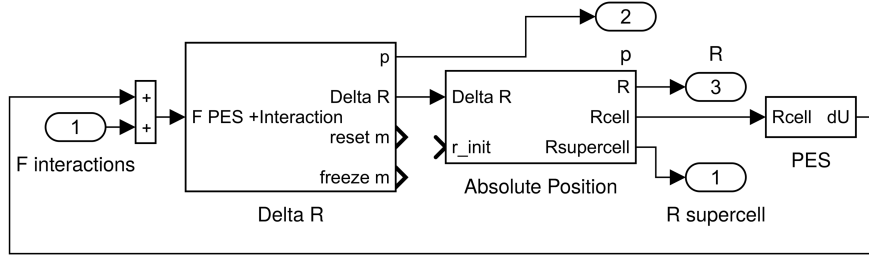 2
p
p
R
+
F PES +Interaction
Delta R
Delta R
R
3
1
+
reset m
Rcell
Rcell dU
F interactions
r_init
Rsupercell
freeze m
PES
1
Delta R
Absolute Position
R supercell